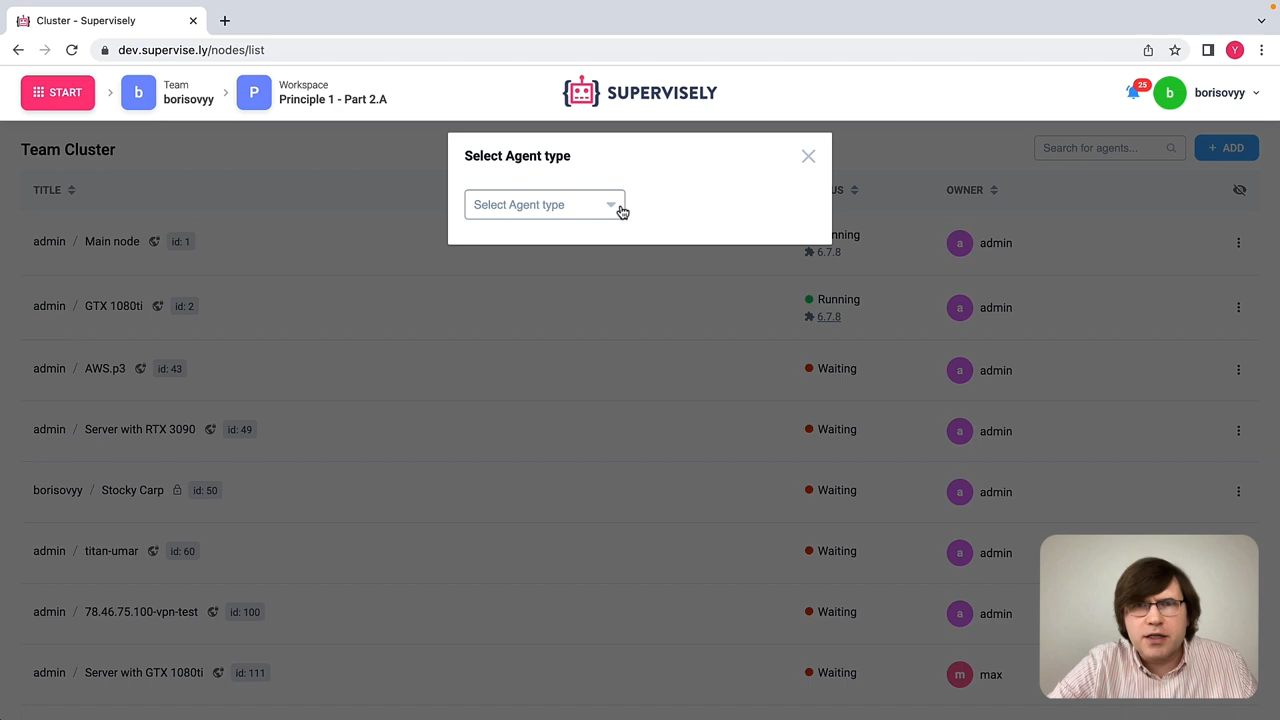 Cluster - Supervisely
dev.supervise.ly/nodes/list
Y
START
b
Team
borisovyy
P
Workspace
Principle 1 - Part 2.A
SUPERVISELY
25
b
borisovyy
Team Cluster
Search for agents...
+ ADD
Select Agent type
Select Agent type
TITLE
US
OWNER
admin / Main node id: 1
nning
6.7.8
a admin
admin / GTX 1080ti id: 2
Running
6.7.8
a admin
admin / AWS.p3 id: 43
Waiting
a admin
admin / Server with RTX 3090 id: 49
Waiting
a admin
borisovyy / Stocky Carp id: 50
Waiting
a admin
admin / titan-umar id: 60
Waiting
a admin
admin / 78.46.75.100-vpn-test id: 100
Waiting
a admin
admin / Server with GTX 1080ti id: 111
Waiting
m max